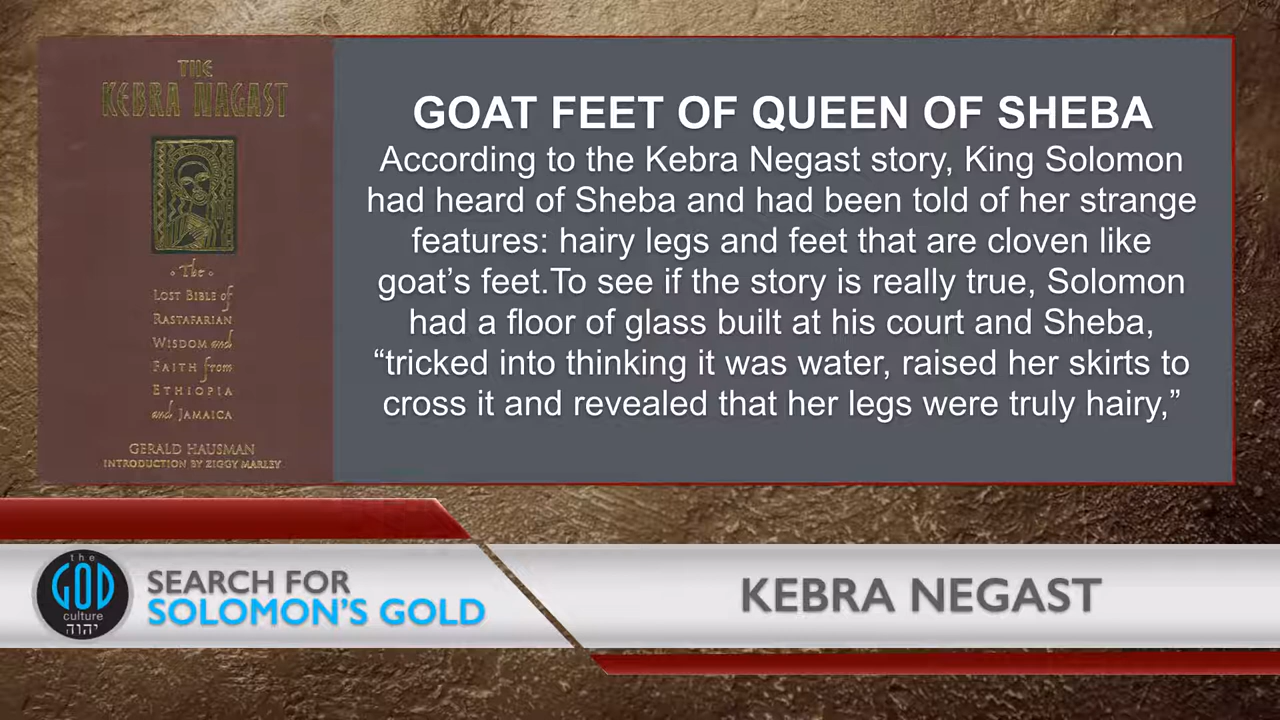 THE
KEBRA NAGAST
The
LOST BIBLE of
RASTAFARIAN
WISDOM and
FAITH from
ETHIOPIA
and JAMAICA
GERALD HAUSMAN
INTRODUCTION BY ZIGGY MARLEY
GOAT FEET OF QUEEN OF SHEBA
According to the Kebra Negast story, King Solomon
had heard of Sheba and had been told of her strange
features: hairy legs and feet that are cloven like
goat’s feet.To see if the story is really true, Solomon
had a floor of glass built at his court and Sheba,
“tricked into thinking it was water, raised her skirts to
cross it and revealed that her legs were truly hairy,”
the
GOD
culture
יהוה
SEARCH FOR
SOLOMON’S GOLD
KEBRA NEGAST